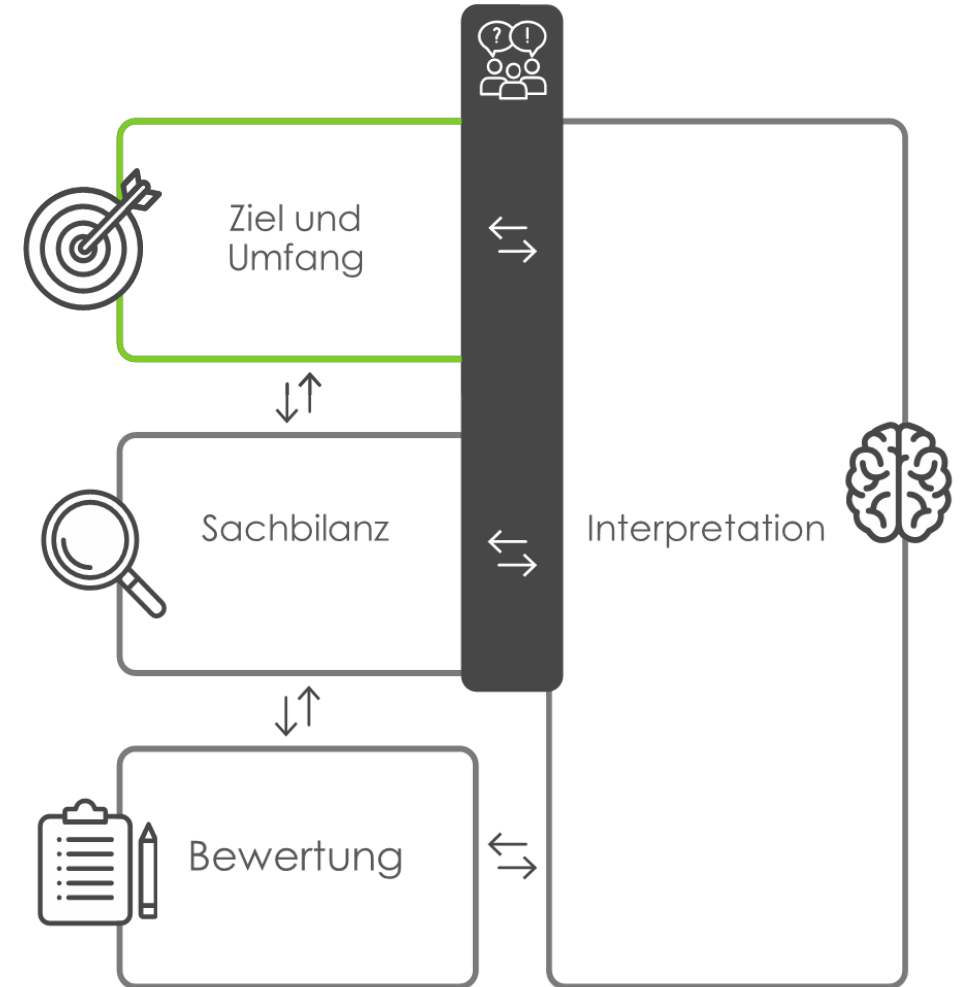 ? !
Ziel und
Umfang
Sachbilanz
Interpretation
Bewertung